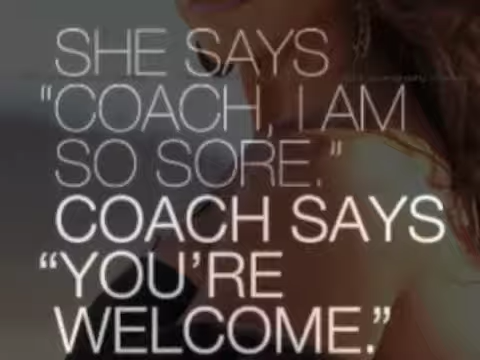 SHE SAYS
"COACH, I AM
SO SORE."
COACH SAYS
“YOU’RE
WELCOME.”